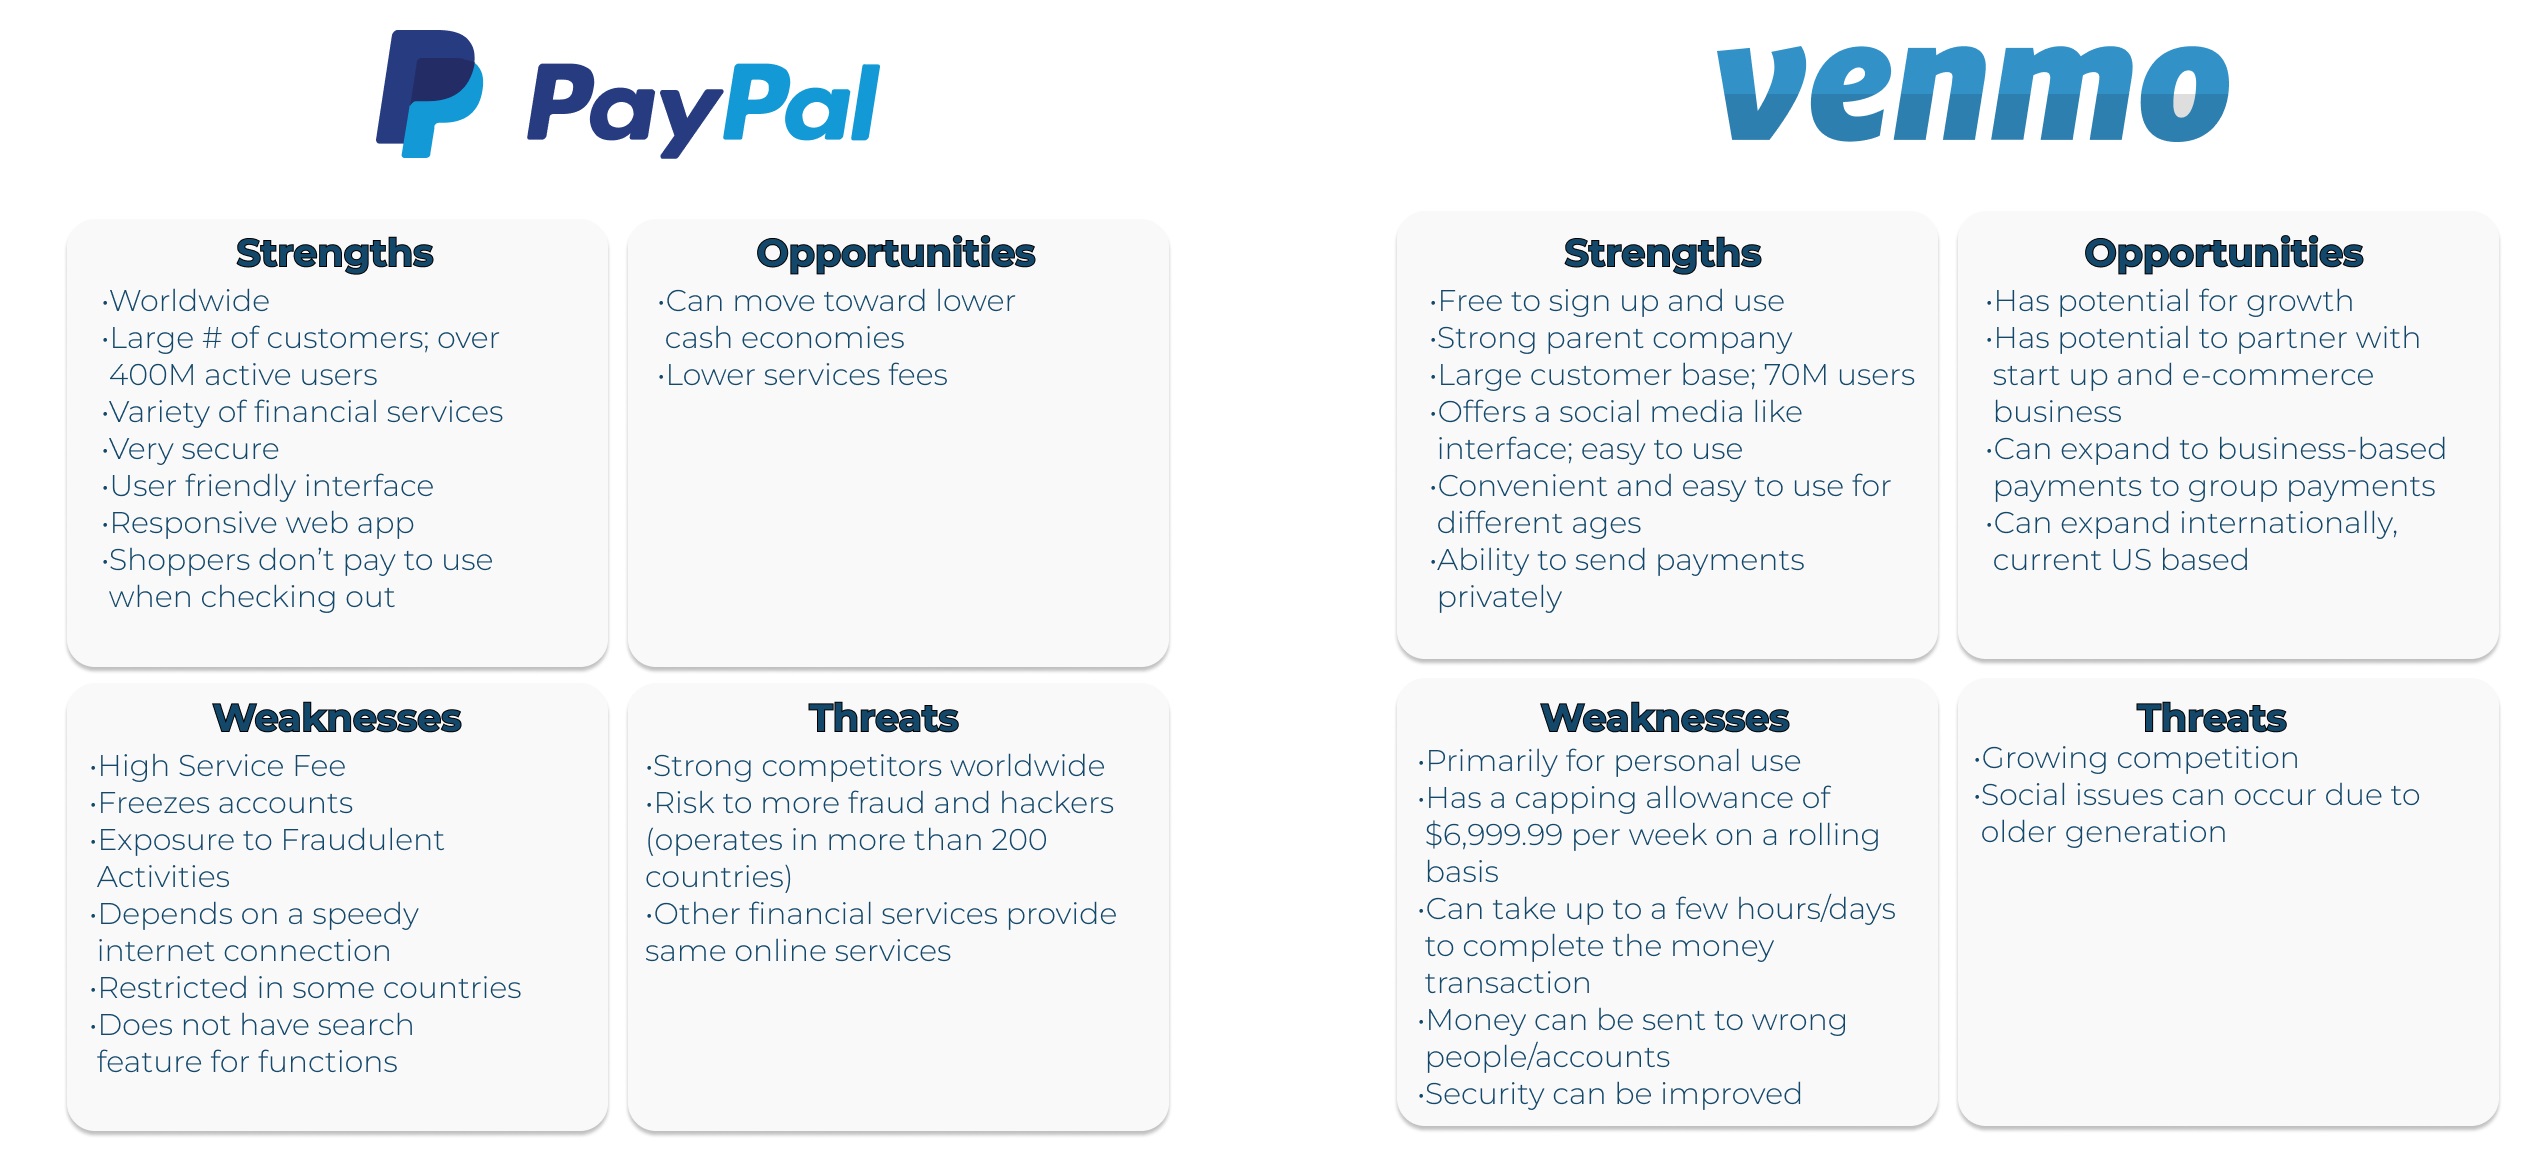 PayPal
Strengths
·Worldwide
·Large # of customers; over
400M active users
·Variety of financial services
·Very secure
·User friendly interface
·Responsive web app
·Shoppers don’t pay to use
when checking out
Opportunities
·Can move toward lower
cash economies
·Lower services fees
Weaknesses
·High Service Fee
·Freezes accounts
·Exposure to Fraudulent
Activities
·Depends on a speedy
internet connection
·Restricted in some countries
·Does not have search
feature for functions
Threats
·Strong competitors worldwide
·Risk to more fraud and hackers
(operates in more than 200
countries)
·Other financial services provide
same online services
venmo
Strengths
·Free to sign up and use
·Strong parent company
·Large customer base; 70M users
·Offers a social media like
interface; easy to use
·Convenient and easy to use for
different ages
·Ability to send payments
privately
Opportunities
·Has potential for growth
·Has potential to partner with
start up and e-commerce
business
·Can expand to business-based
payments to group payments
·Can expand internationally,
current US based
Weaknesses
·Primarily for personal use
·Has a capping allowance of
$6,999.99 per week on a rolling
basis
·Can take up to a few hours/days
to complete the money
transaction
·Money can be sent to wrong
people/accounts
·Security can be improved
Threats
·Growing competition
·Social issues can occur due to
older generation